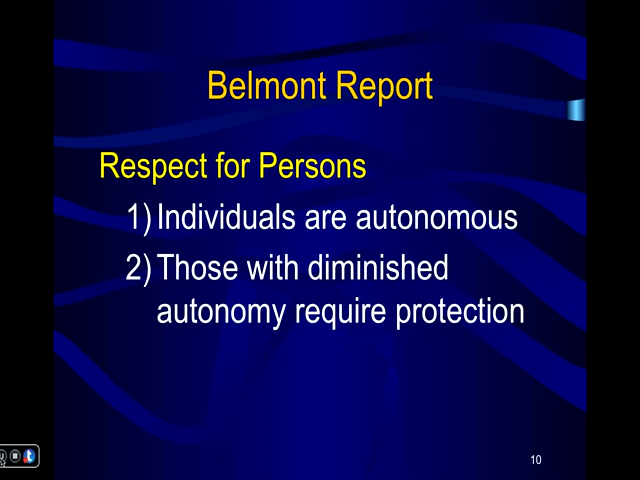 Belmont Report
Respect for Persons
1) Individuals are autonomous
2) Those with diminished
autonomy require protection
10